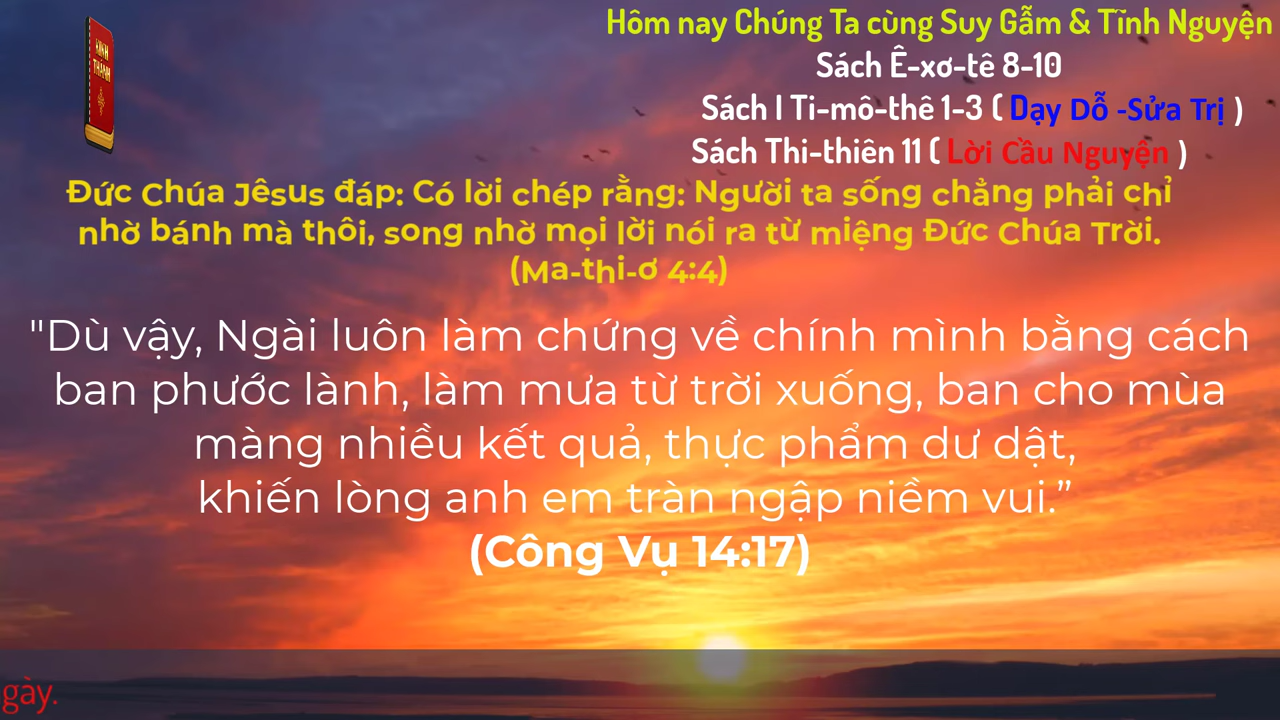 KINH
THÁNH
Hôm nay Chúng Ta cùng Suy Gẫm & Tĩnh Nguyện
Sách Ê-xơ-tê 8-10
Sách I Ti-mô-thê 1-3 ( Dạy Dỗ -Sửa Trị )
Sách Thi-thiên 11 ( Lời Cầu Nguyện )
Đức Chúa Jêsus đáp: Có lời chép rằng: Người ta sống chẳng phải chỉ
nhờ bánh mà thôi, song nhờ mọi lời nói ra từ miệng Đức Chúa Trời.
(Ma-thi-ơ 4:4)
"Dù vậy, Ngài luôn làm chứng về chính mình bằng cách
ban phước lành, làm mưa từ trời xuống, ban cho mùa
màng nhiều kết quả, thực phẩm dư dật,
khiến lòng anh em tràn ngập niềm vui.”
(Công Vụ 14:17)
gày.